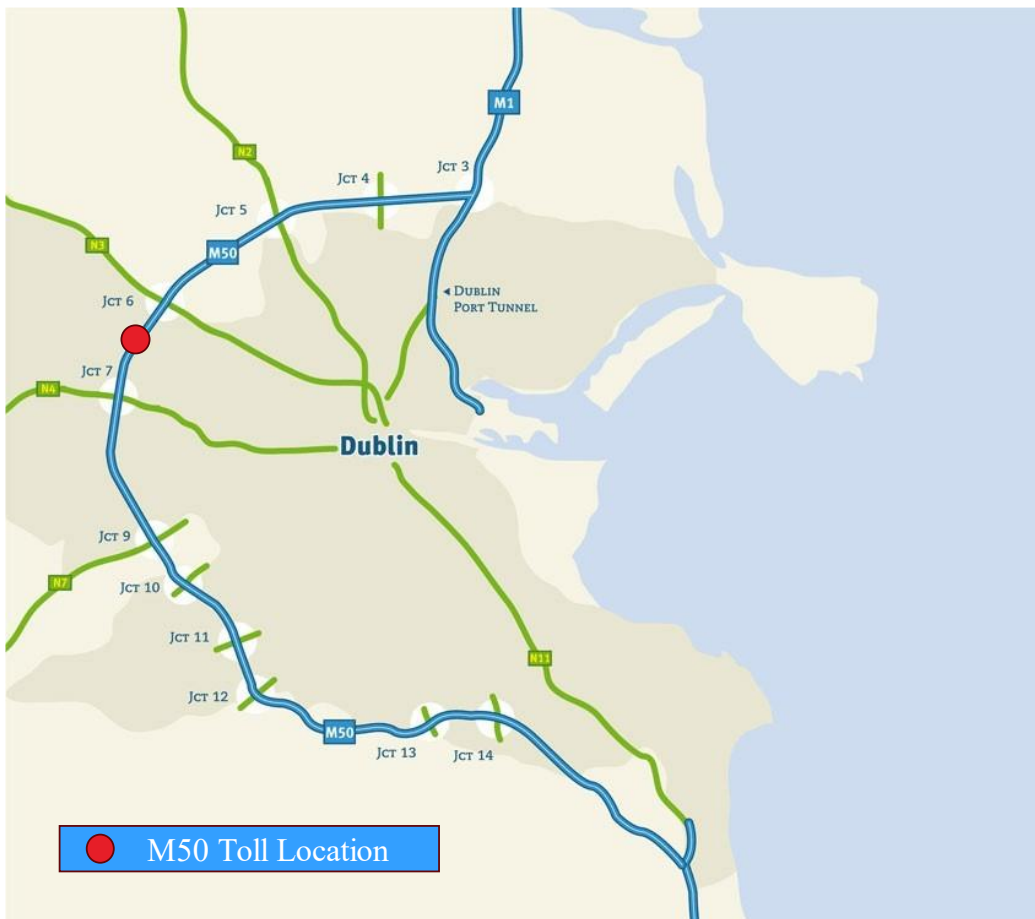 M1
N2
JCT 3
JCT 4
JCT 5
N3
M50
◄ DUBLIN
PORT TUNNEL
JCT 6
JCT 7
N4
Dublin
JCT 9
N7
JCT 10
JCT 11
N11
JCT 12
M50
JCT 13
JCT 14
M50 Toll Location